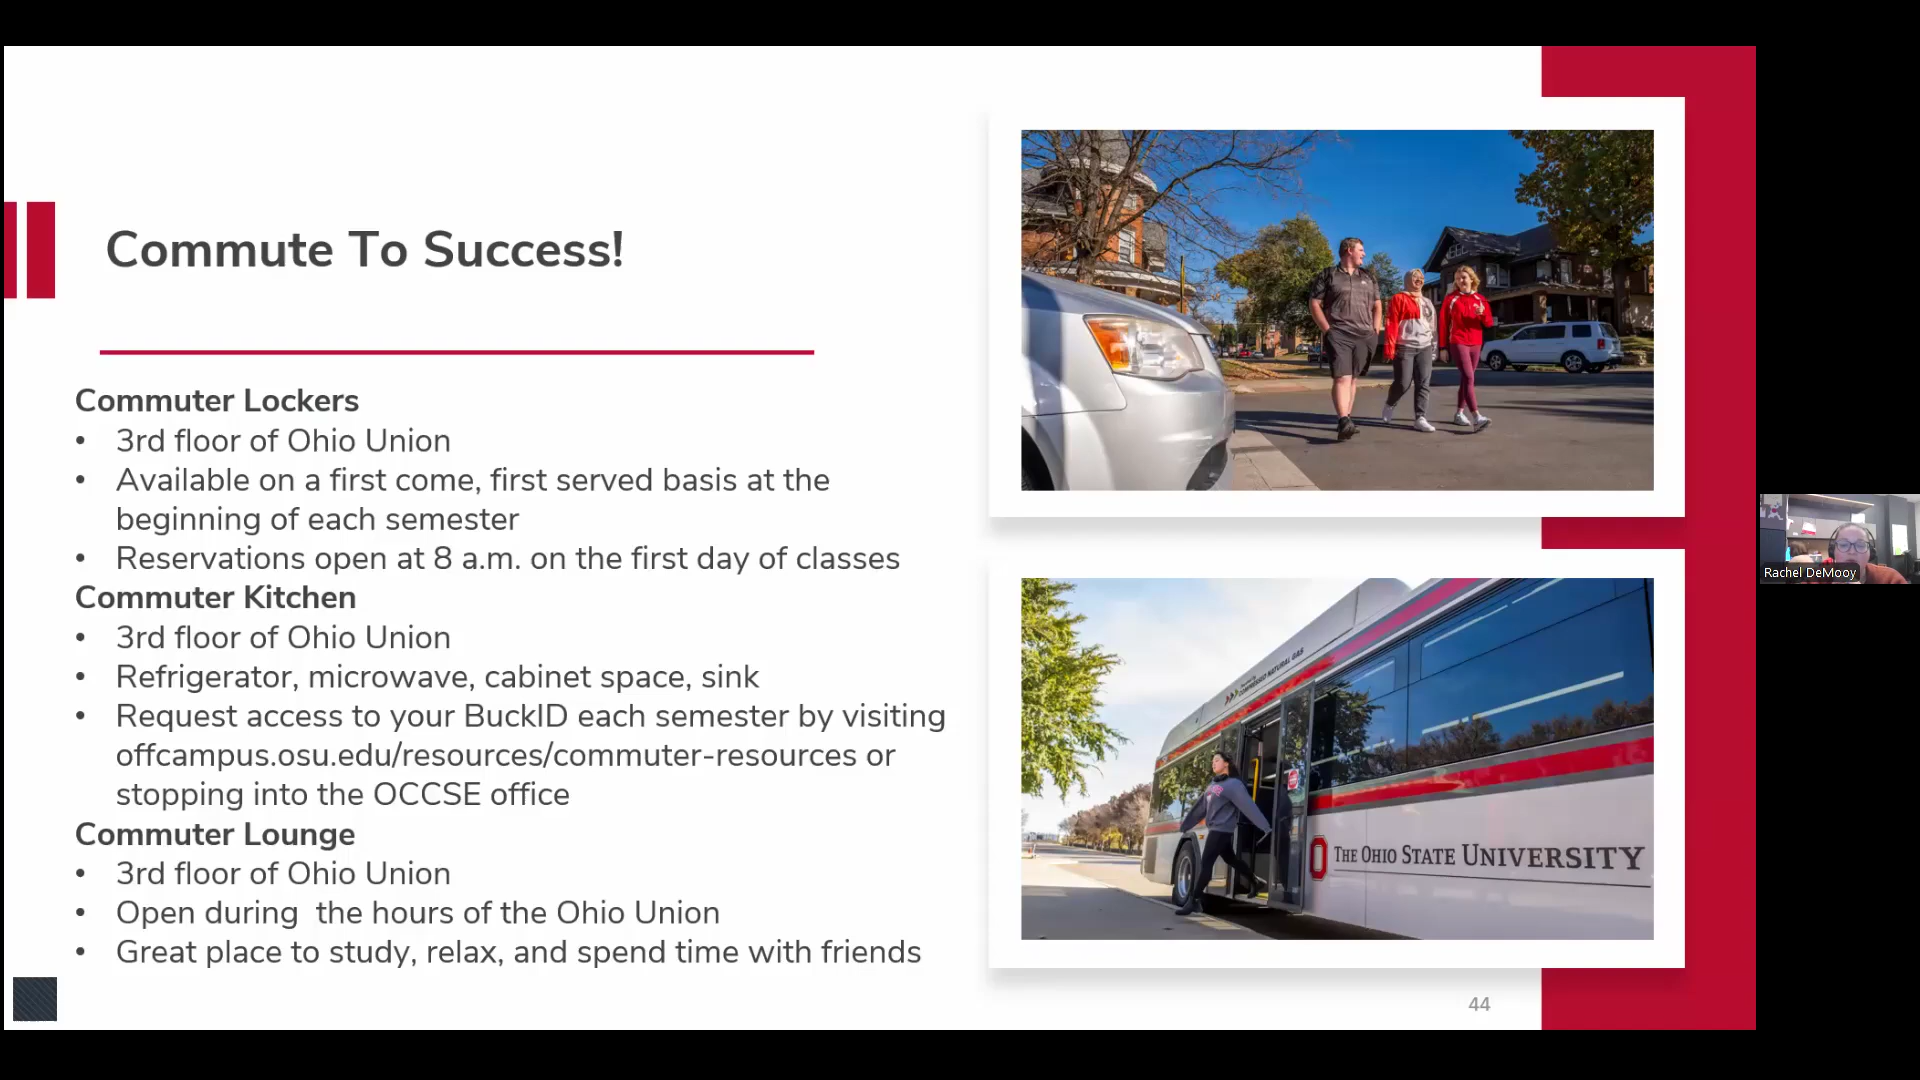 Commute To Success!
Commuter Lockers
• 3rd floor of Ohio Union
• Available on a first come, first served basis at the
beginning of each semester
• Reservations open at 8 a.m. on the first day of classes
Commuter Kitchen
• 3rd floor of Ohio Union
• Refrigerator, microwave, cabinet space, sink
• Request access to your BuckID each semester by visiting
offcampus.osu.edu/resources/commuter-resources or
stopping into the OCCSE office
Commuter Lounge
• 3rd floor of Ohio Union
• Open during  the hours of the Ohio Union
• Great place to study, relax, and spend time with friends
COMPRESSED NATURAL GAS
THE OHIO STATE UNIVERSITY
44
Rachel DeMooy